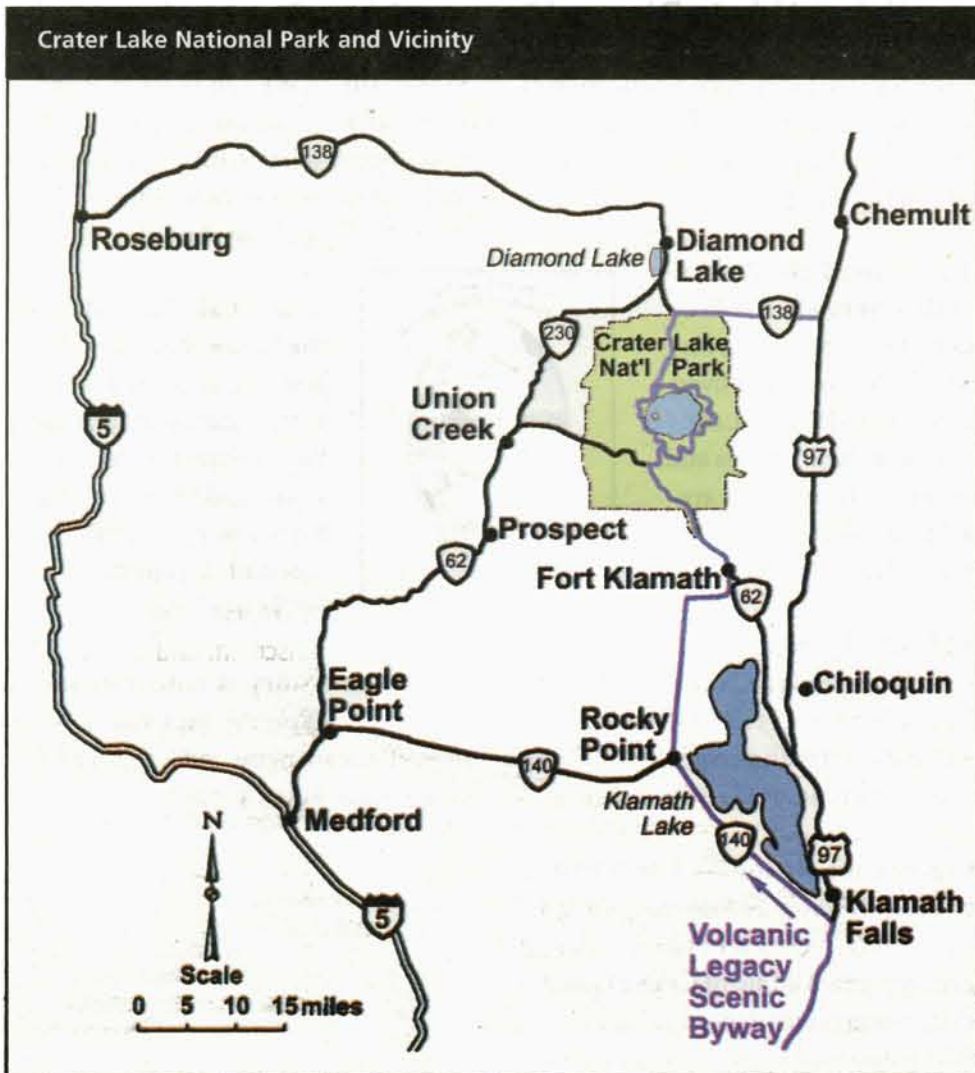 Crater Lake National Park and Vicinity
138
Roseburg
Chemult
Diamond
Lake
Diamond Lake
138
230
Crater Lake
Nat'l Park
Union
Creek
5
97
Prospect
62
Fort Klamath
62
Eagle
Point
Chiloquin
Rocky
Point
140
Klamath
Lake
Medford
140
97
N
5
Klamath
Falls
Volcanic
Legacy
Scenic
Byway
Scale
0 5 10 15 miles